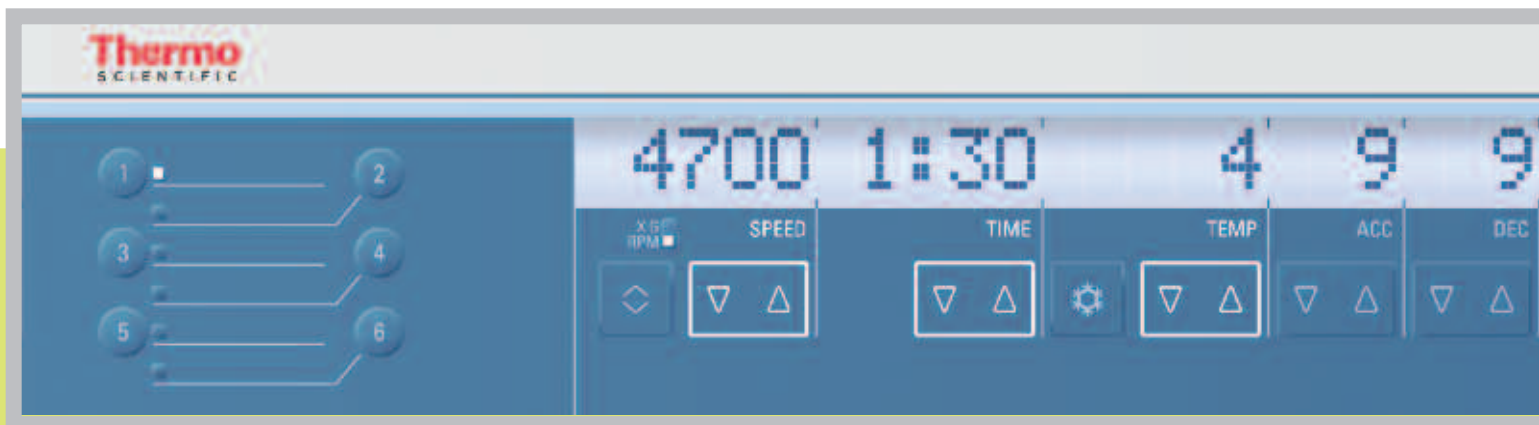 Thermo
SCIENTIFIC
4700 1:30 4 9 9
1 2
3 4
5 6
X G
RPM
SPEED TIME TEMP ACC DEC